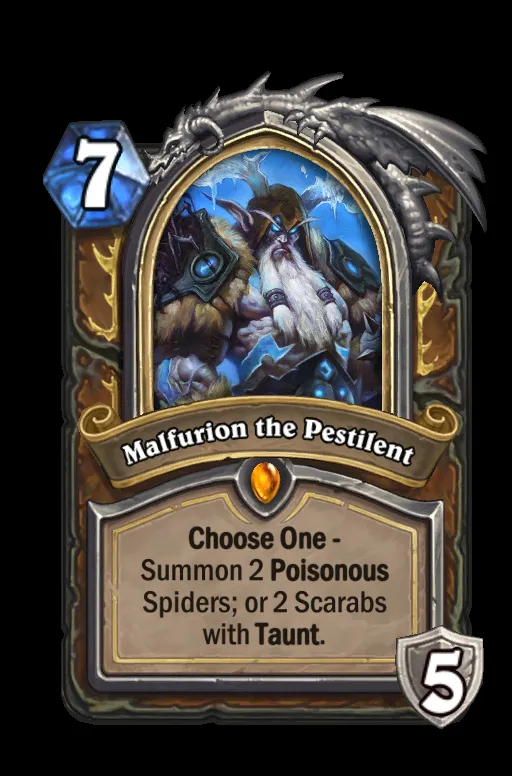 7
Malfurion the Pestilent
Choose One -
Summon 2 Poisonous
Spiders; or 2 Scarabs
with Taunt.
5